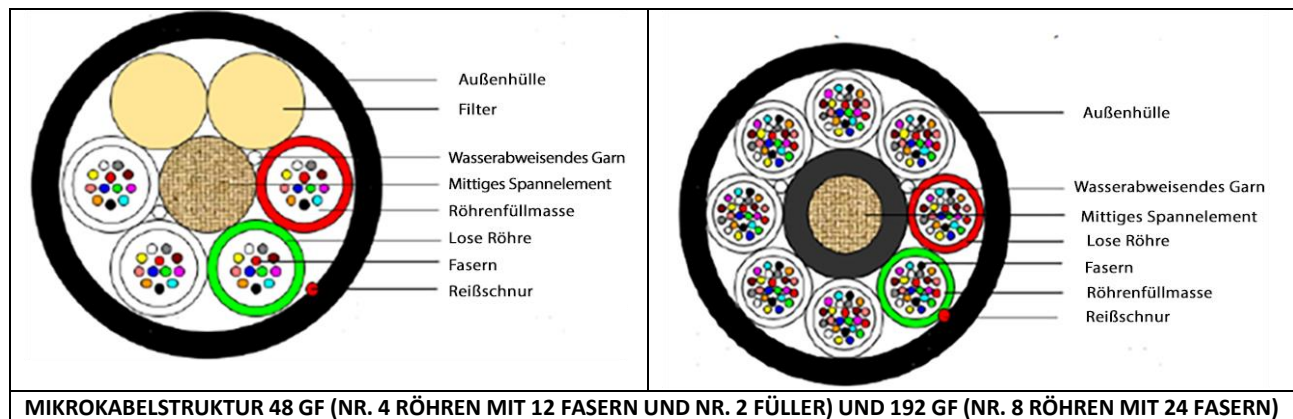 Außenhülle
Filter
Wasserabweisendes Garn
Mittiges Spannelement
Röhrenfüllmasse
Lose Röhre
Fasern
Reißschnur
Außenhülle
Wasserabweisendes Garn
Mittiges Spannelement
Lose Röhre
Fasern
Röhrenfüllmasse
Reißschnur
MIKROKABELSTRUKTUR 48 GF (NR. 4 RÖHREN MIT 12 FASERN UND NR. 2 FÜLLER) UND 192 GF (NR. 8 RÖHREN MIT 24 FASERN)